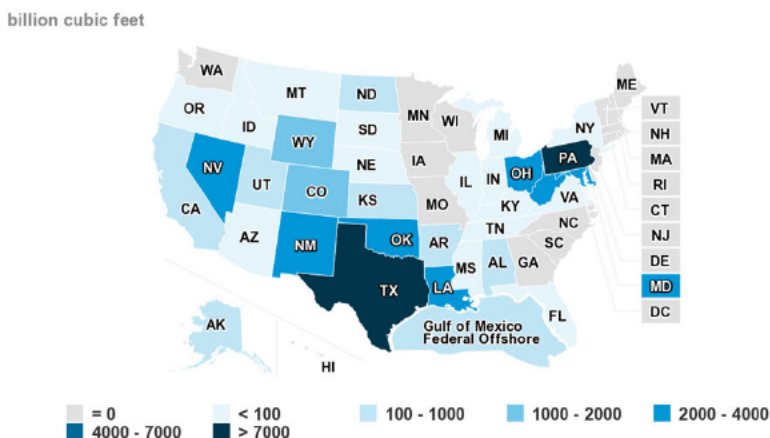 billion cubic feet
WA
MT
ND
MN
ME
VT
OR
ID
SD
WI
MI
NY
NH
WY
MA
NV
NE
IA
PA
RI
UT
CO
KS
IL
IN
OH
CT
CA
MO
KY
VA
NJ
AZ
NM
OK
AR
TN
NC
DE
SC
MS
AL
GA
MD
TX
LA
DC
AK
FL
Gulf of Mexico
Federal Offshore
HI
= 0
< 100
100 - 1000
1000 - 2000
2000 - 4000
4000 - 7000
> 7000